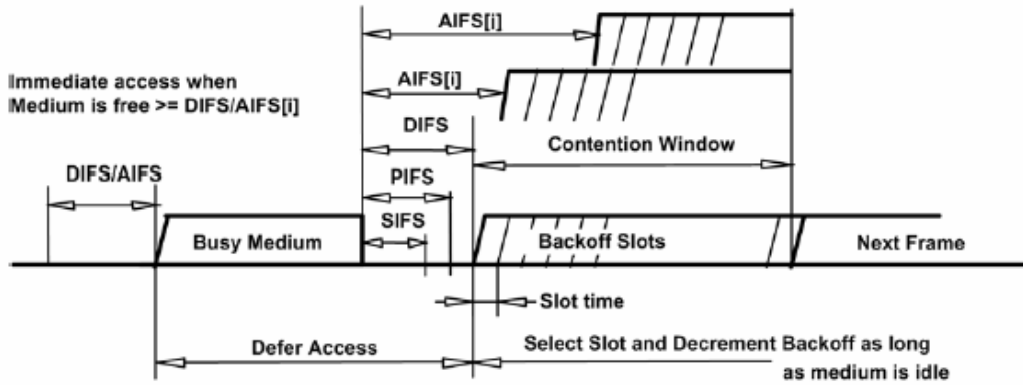 AIFS[i]
Immediate access when
Medium is free >= DIFS/AIFS[i]
AIFS[i]
DIFS
Contention Window
DIFS/AIFS
PIFS
SIFS
Busy Medium
Backoff Slots
Next Frame
Slot time
Defer Access
Select Slot and Decrement Backoff as long
as medium is idle